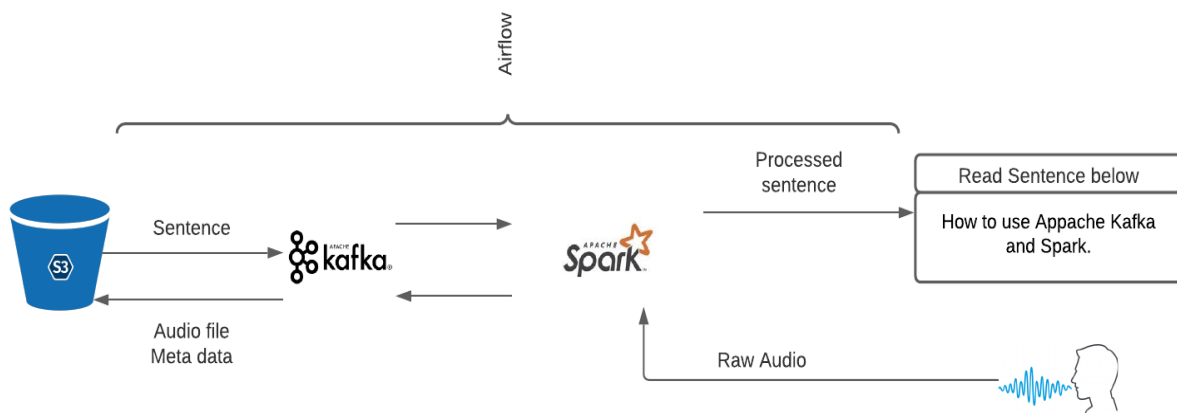 Airflow
Processed
sentence
Read Sentence below
How to use Appache Kafka
and Spark.
Sentence
S3
APACHE
kafka®
APACHE
Spark™
Audio file
Meta data
Raw Audio